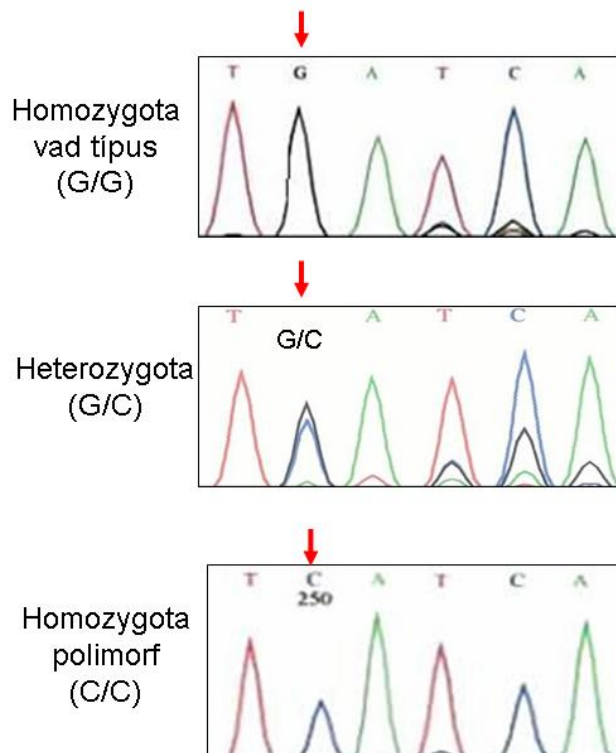 T G A T C A
Homozygota
vad típus
(G/G)
T A T C A
G/C
Heterozygota
(G/C)
T C A T C A
250
Homozygota
polimorf
(C/C)